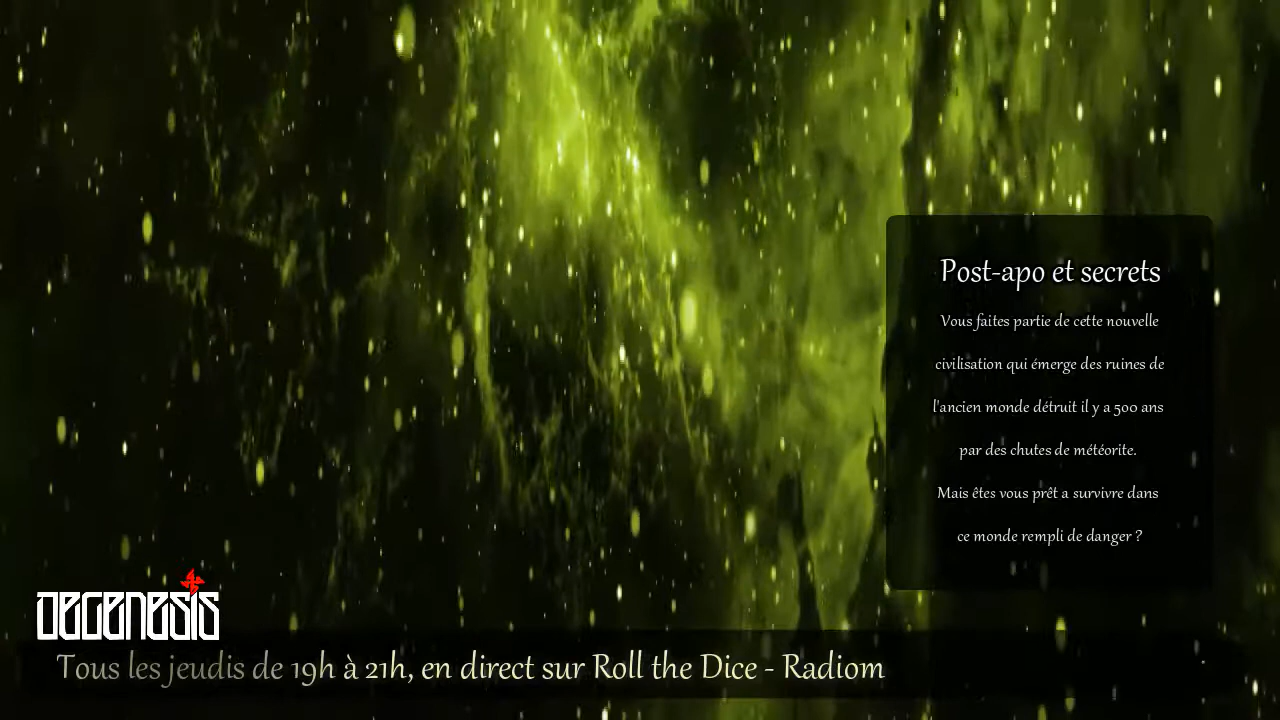 Post-apo et secrets
Vous faites partie de cette nouvelle
civilisation qui émerge des ruines de
l'ancien monde détruit il y a 500 ans
par des chutes de météorite.
Mais êtes vous prêt a survivre dans
ce monde rempli de danger ?
DEGENESIS
Tous les jeudis de 19h à 21h, en direct sur Roll the Dice - Radiom